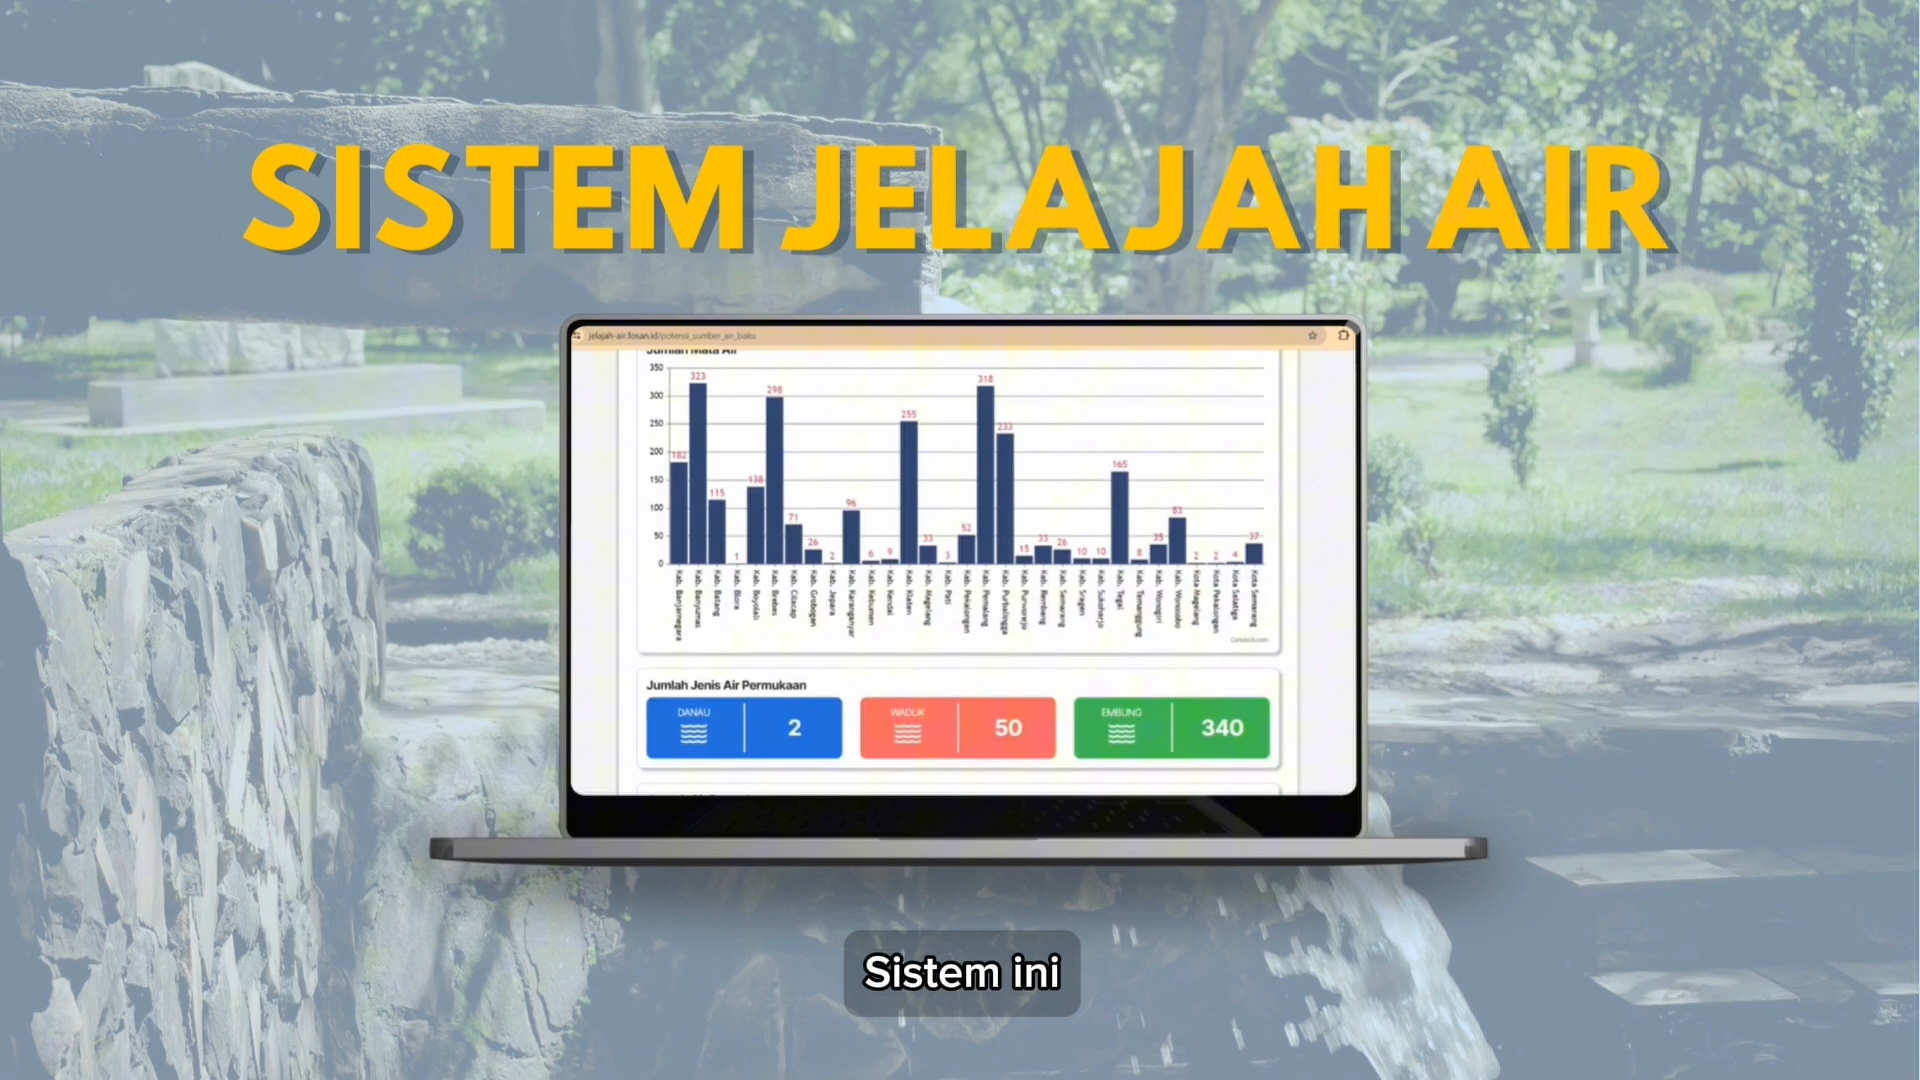 SISTEM JELAJAH AIR
jelajah-air.fosan.id/potensi_sumber_air_baku
Jumlah Mata Air
350
300
250
200
150
100
50
0
182
323
115
1
138
298
71
26
2
96
6
9
255
33
3
52
318
233
15
33
26
10
10
165
8
35
83
2
2
4
37
Kab. Banjarnegara
Kab. Banyumas
Kab. Batang
Kab. Blora
Kab. Boyolali
Kab. Brebes
Kab. Cilacap
Kab. Grobogan
Kab. Jepara
Kab. Karanganyar
Kab. Kebumen
Kab. Kendal
Kab. Klaten
Kab. Magelang
Kab. Pati
Kab. Pekalongan
Kab. Pemalang
Kab. Purbalingga
Kab. Purworejo
Kab. Rembang
Kab. Semarang
Kab. Sragen
Kab. Sukoharjo
Kab. Tegal
Kab. Temanggung
Kab. Wonogiri
Kab. Wonosobo
Kota Magelang
Kota Pekalongan
Kota Salatiga
Kota Semarang
CanvasJS.com
Jumlah Jenis Air Permukaan
DANAU
2
WADUK
50
EMBUNG
340
Sistem ini